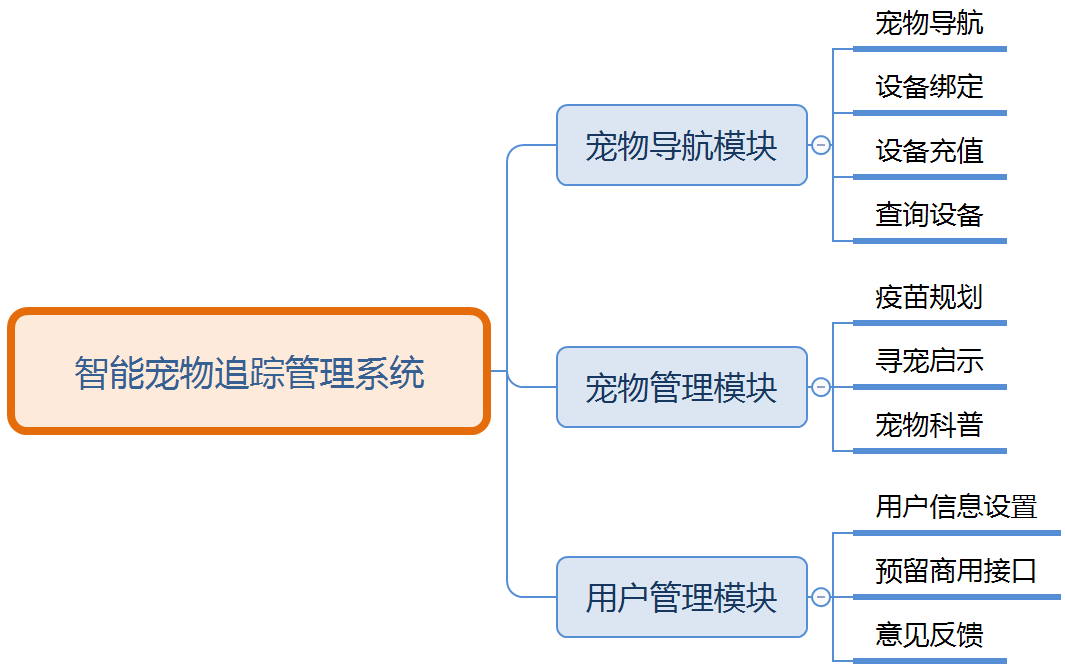 智能宠物追踪管理系统
宠物导航模块
宠物导航
设备绑定
设备充值
查询设备
宠物管理模块
疫苗规划
寻宠启示
宠物科普
用户管理模块
用户信息设置
预留商用接口
意见反馈